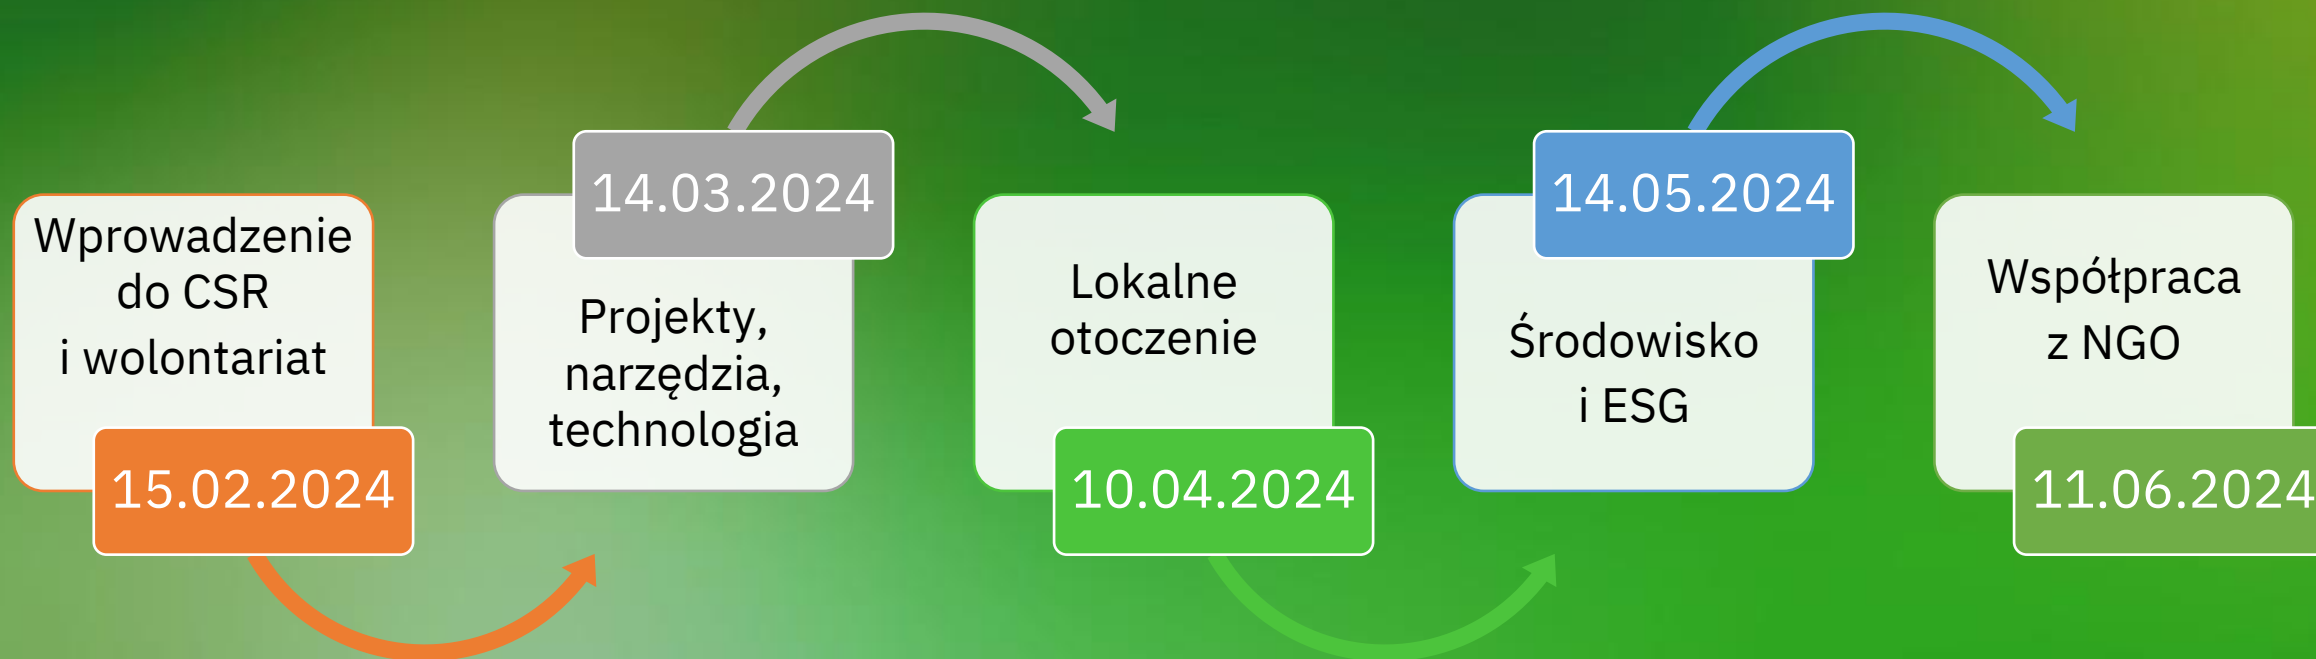 Wprowadzenie
do CSR
i wolontariat
15.02.2024
14.03.2024
Projekty,
narzędzia,
technologia
Lokalne
otoczenie
10.04.2024
14.05.2024
Środowisko
i ESG
Współpraca
z NGO
11.06.2024